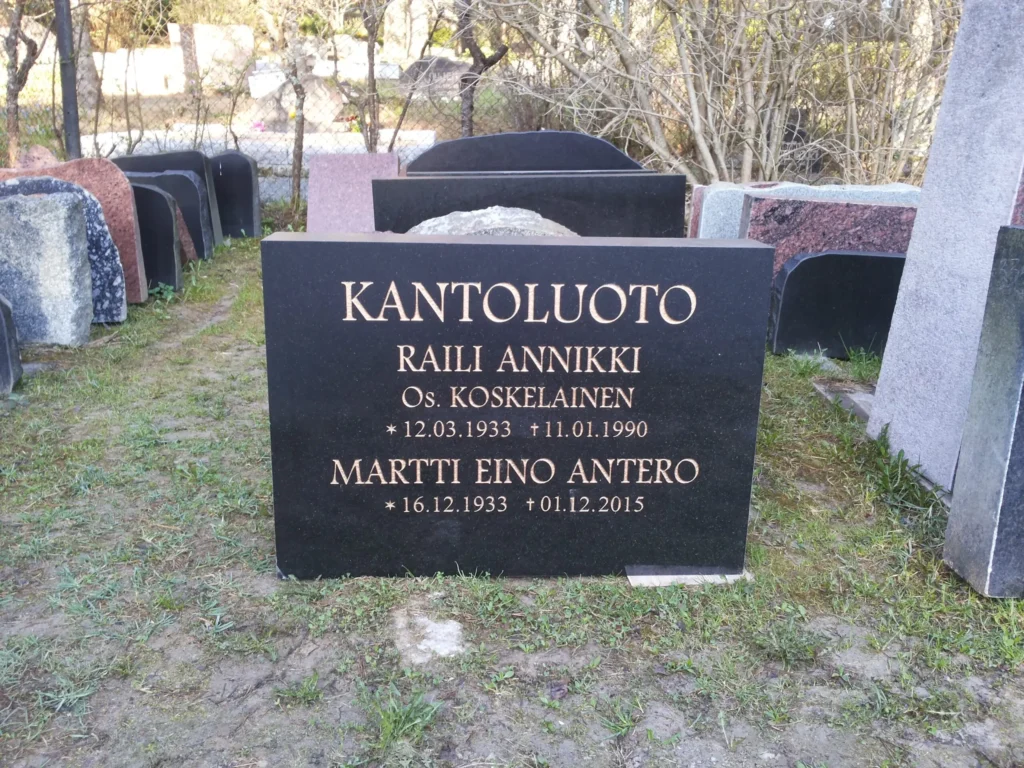 KANTOLUOTO
RAILI ANNIKKI
Os. KOSKELAINEN
*12.03.1933 †11.01.1990
MARTTI EINO ANTERO
*16.12.1933 †01.12.2015